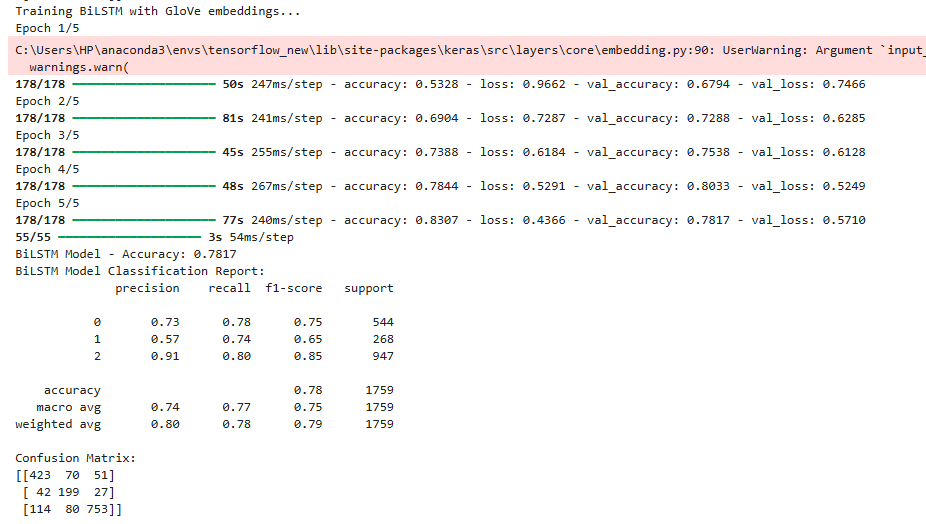 Training BiLSTM with GloVe embeddings...
Epoch 1/5
C:\Users\HP\anaconda3\envs\tensorflow_new\lib\site-packages\keras\src\layers\core\embedding.py:90: UserWarning: Argument `input_
  warnings.warn(
178/178 ━━━━━━━━━━━━━━━━━━━━ 50s 247ms/step - accuracy: 0.5328 - loss: 0.9662 - val_accuracy: 0.6794 - val_loss: 0.7466
Epoch 2/5
178/178 ━━━━━━━━━━━━━━━━━━━━ 81s 241ms/step - accuracy: 0.6904 - loss: 0.7287 - val_accuracy: 0.7288 - val_loss: 0.6285
Epoch 3/5
178/178 ━━━━━━━━━━━━━━━━━━━━ 45s 255ms/step - accuracy: 0.7388 - loss: 0.6184 - val_accuracy: 0.7538 - val_loss: 0.6128
Epoch 4/5
178/178 ━━━━━━━━━━━━━━━━━━━━ 48s 267ms/step - accuracy: 0.7844 - loss: 0.5291 - val_accuracy: 0.8033 - val_loss: 0.5249
Epoch 5/5
178/178 ━━━━━━━━━━━━━━━━━━━━ 77s 240ms/step - accuracy: 0.8307 - loss: 0.4366 - val_accuracy: 0.7817 - val_loss: 0.5710
55/55 ━━━━━━━━━━━━━━━━━━━━ 3s 54ms/step
BiLSTM Model - Accuracy: 0.7817
BiLSTM Model Classification Report:
              precision    recall  f1-score   support

           0       0.73      0.78      0.75       544
           1       0.57      0.74      0.65       268
           2       0.91      0.80      0.85       947

    accuracy                           0.78      1759
   macro avg       0.74      0.77      0.75      1759
weighted avg       0.80      0.78      0.79      1759

Confusion Matrix:
[[423  70  51]
 [ 42 199  27]
 [114  80 753]]